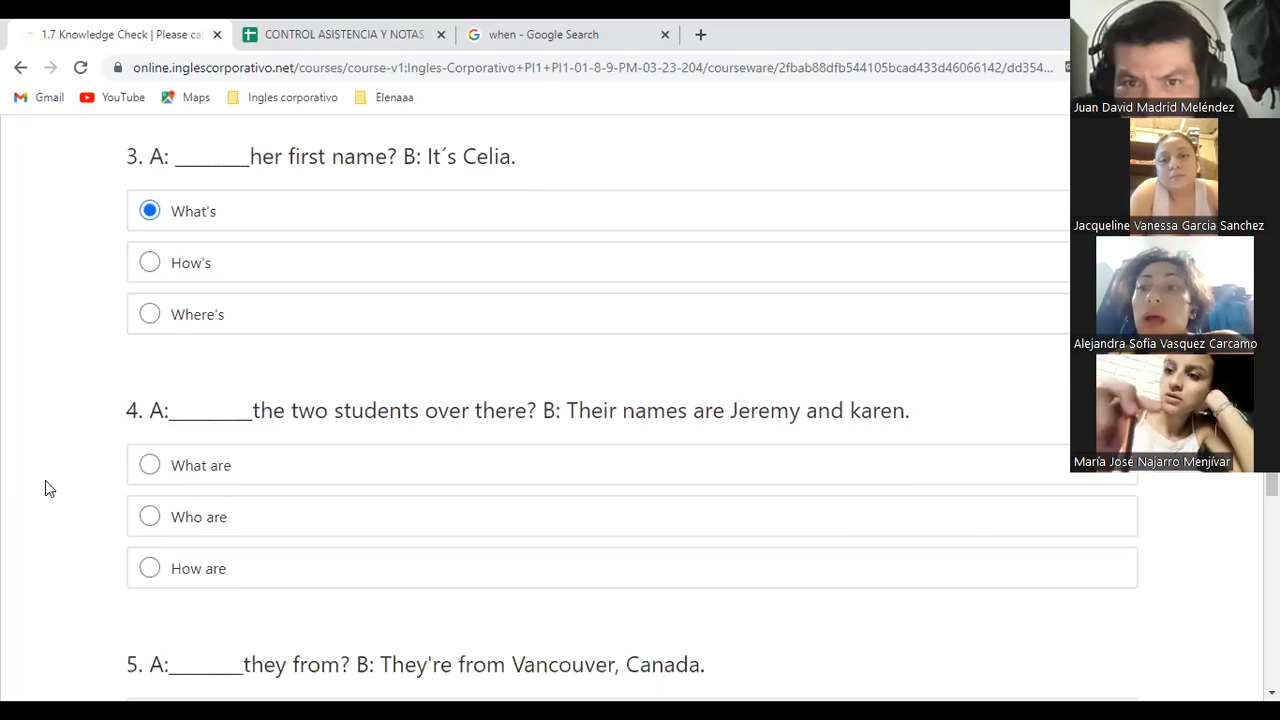 1.7 Knowledge Check | Please cal
CONTROL ASISTENCIA Y NOTAS
when - Google Search
online.inglescorporativo.net/courses/course-v1:Ingles-Corporativo+PI1+PI1-01-8-9-PM-03-23-204/courseware/2fbab88dfb544105bcad433d46066142/dd354...
Gmail
YouTube
Maps
Ingles corporativo
Elenaaa
3. A: ________her first name? B: It´s Celia.
What's
How's
Where's
4. A:_________the two students over there? B: Their names are Jeremy and karen.
What are
Who are
How are
5. A:________they from? B: They're from Vancouver, Canada.
Juan David Madrid Meléndez
Jacqueline Vanessa Garcia Sanchez
Alejandra Sofia Vasquez Carcamo
María José Najarro Menjívar